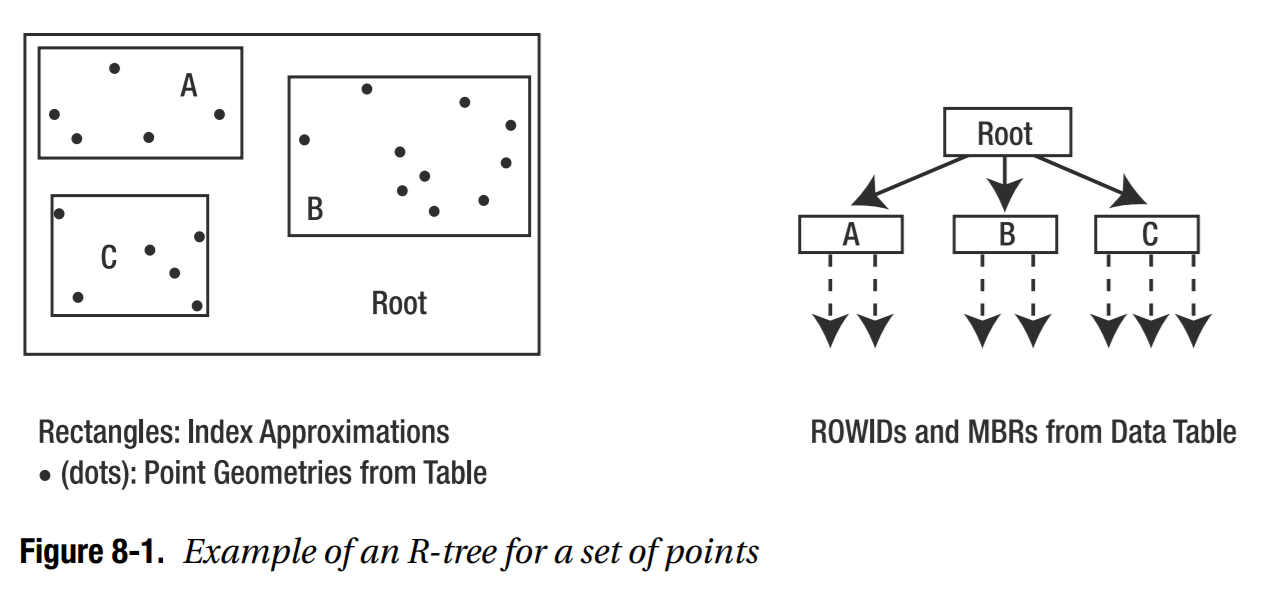 A
B
C
Root
Root
A
B
C
Rectangles: Index Approximations
• (dots): Point Geometries from Table
ROWIDs and MBRs from Data Table
Figure 8-1. Example of an R-tree for a set of points